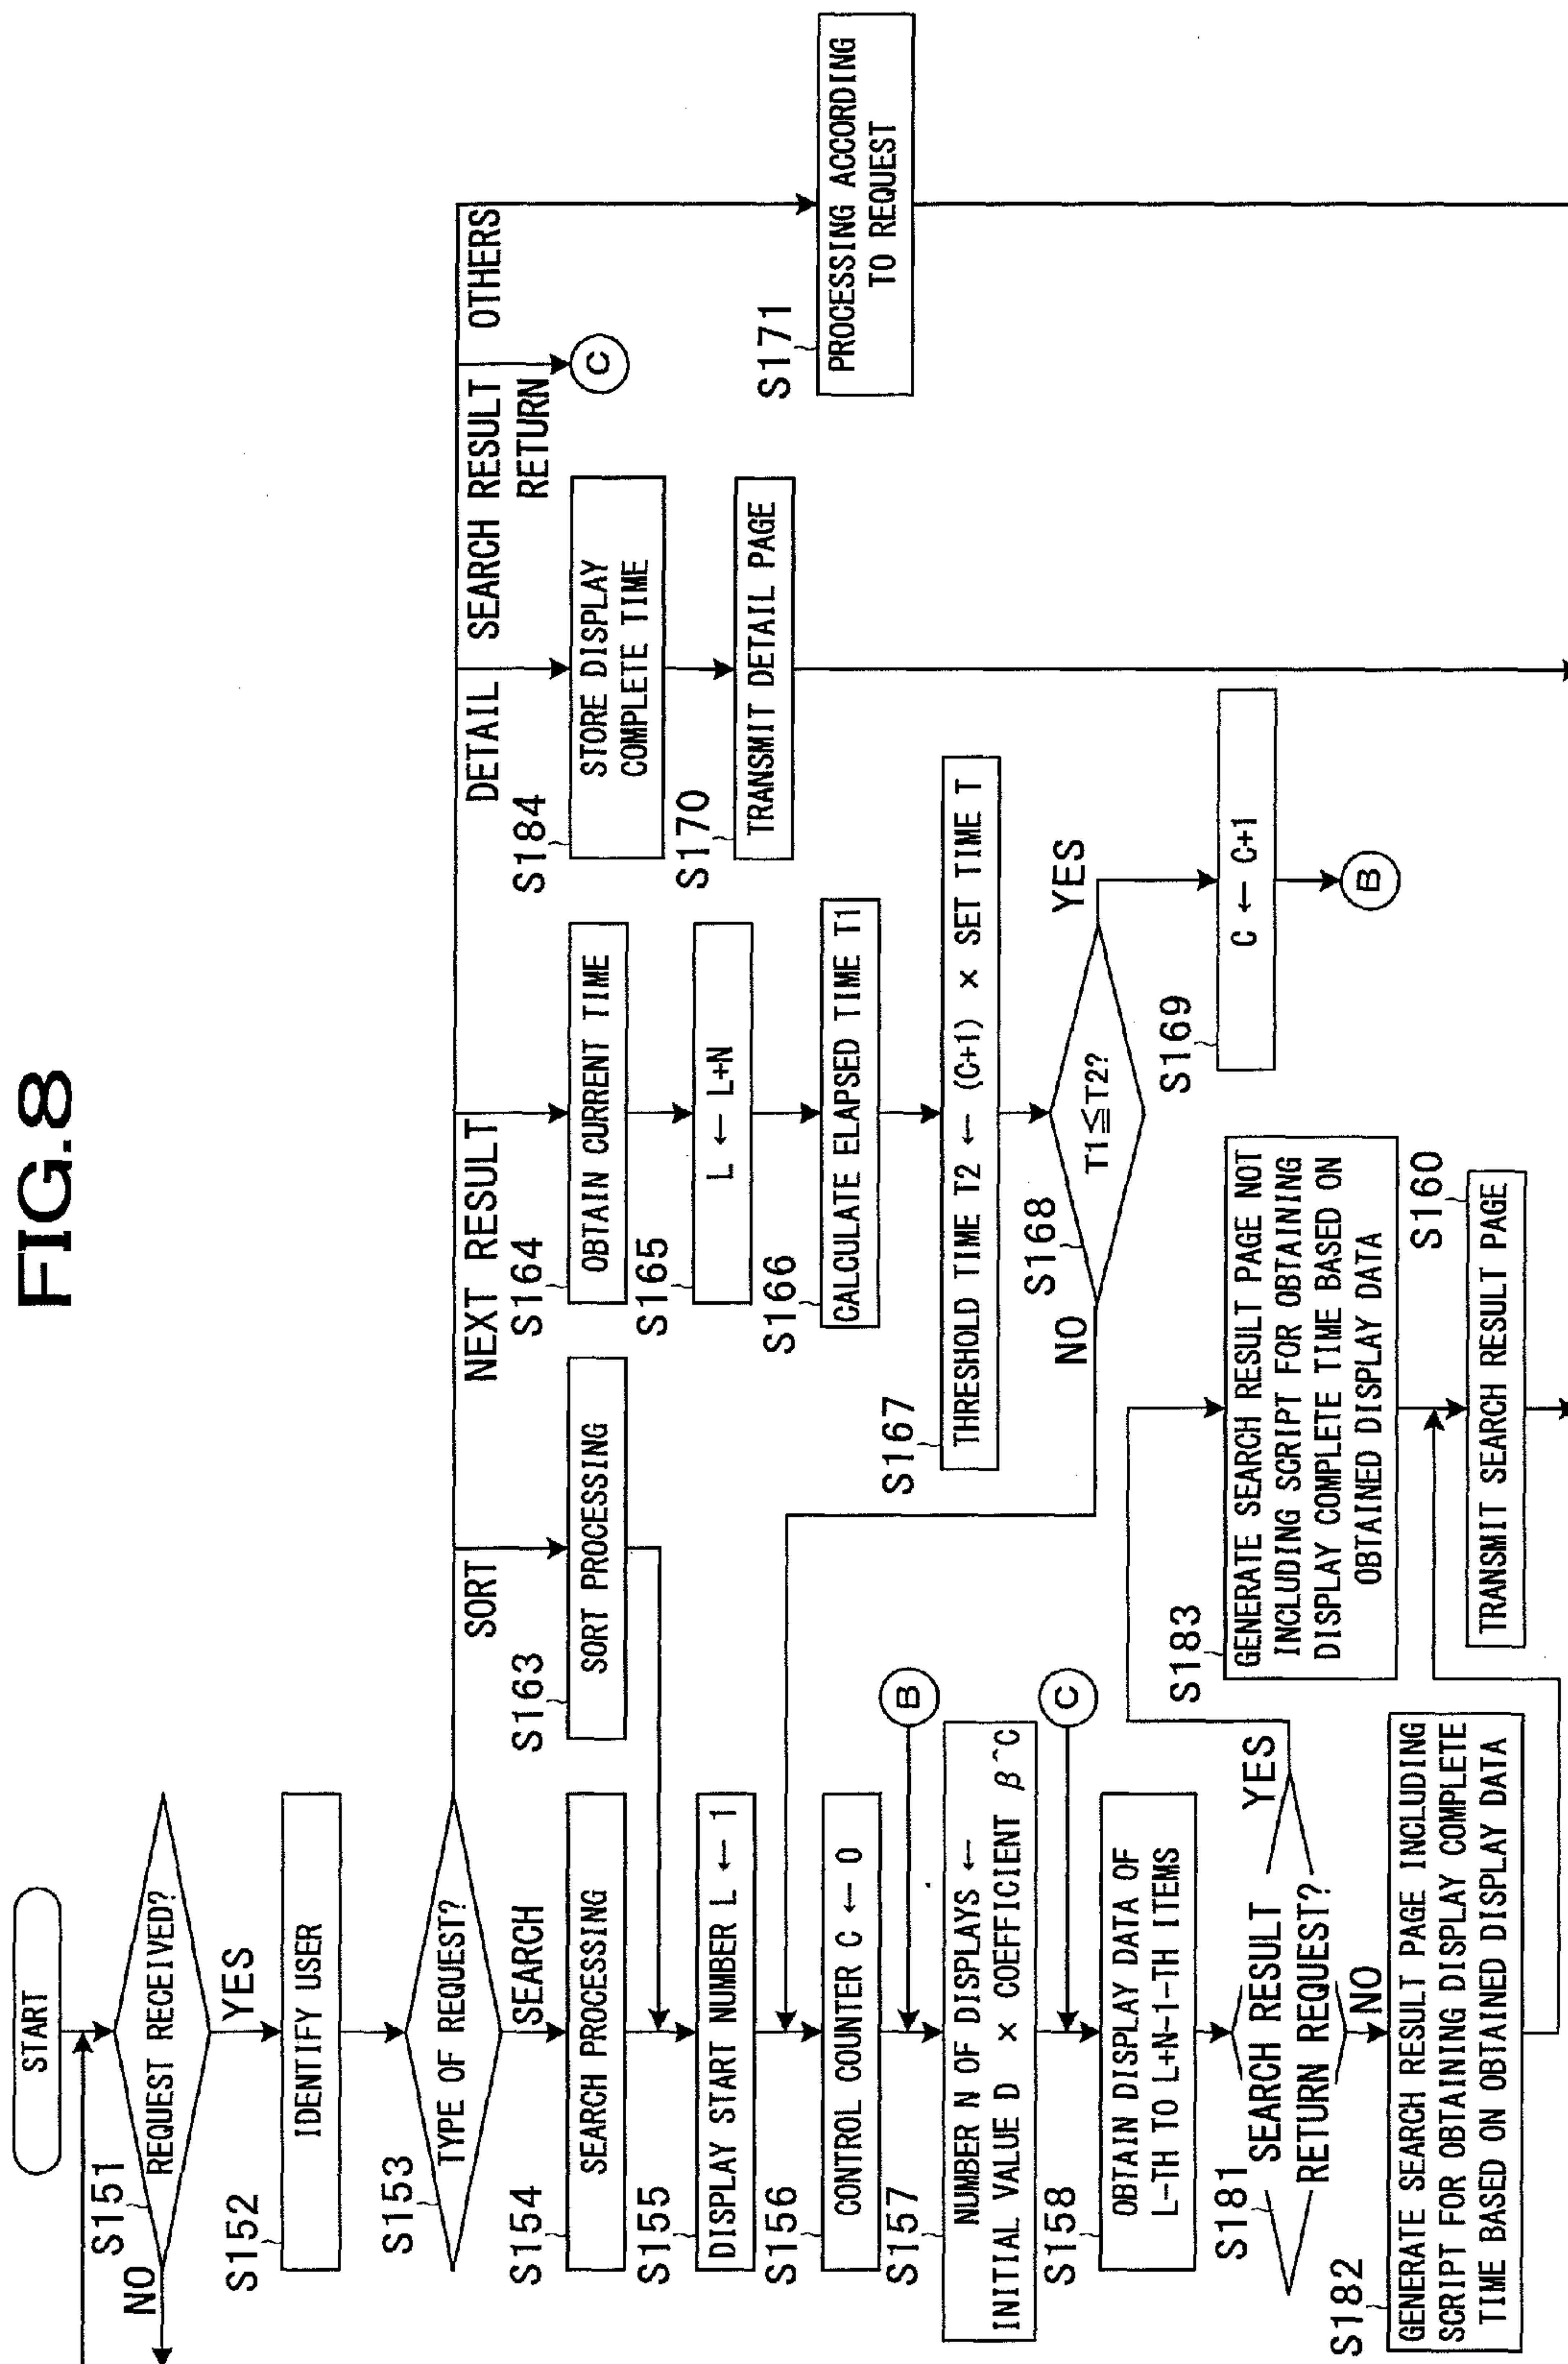 FIG.8
START
S151
REQUEST RECEIVED?
NO
YES
S152
IDENTIFY USER
S153
TYPE OF REQUEST?
SEARCH
SORT
NEXT RESULT
DETAIL
SEARCH RESULT
RETURN
OTHERS
S154
SEARCH PROCESSING
S163
SORT PROCESSING
S164
OBTAIN CURRENT TIME
S184
STORE DISPLAY
COMPLETE TIME
C
S155
DISPLAY START NUMBER L ← 1
S165
L ← L+N
S170
TRANSMIT DETAIL PAGE
S156
CONTROL COUNTER C ← 0
S166
CALCULATE ELAPSED TIME T1
S171
PROCESSING ACCORDING
TO REQUEST
B
S157
NUMBER N OF DISPLAYS ←
INITIAL VALUE D × COEFFICIENT β^C
S167
THRESHOLD TIME T2 ← (C+1) × SET TIME T
C
S158
OBTAIN DISPLAY DATA OF
L-TH TO L+N-1-TH ITEMS
S168
T1≦T2?
NO
YES
S181
SEARCH RESULT
RETURN REQUEST?
YES
NO
S183
GENERATE SEARCH RESULT PAGE NOT
INCLUDING SCRIPT FOR OBTAINING
DISPLAY COMPLETE TIME BASED ON
OBTAINED DISPLAY DATA
S169
C ← C+1
B
S182
GENERATE SEARCH RESULT PAGE INCLUDING
SCRIPT FOR OBTAINING DISPLAY COMPLETE
TIME BASED ON OBTAINED DISPLAY DATA
S160
TRANSMIT SEARCH RESULT PAGE